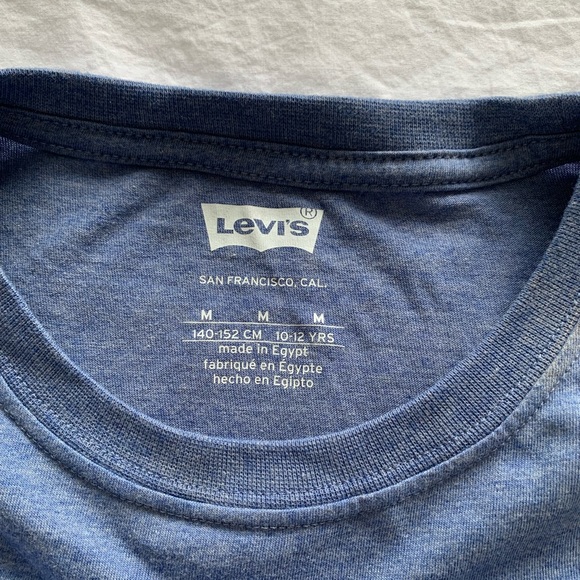 Levi's®
SAN FRANCISCO, CAL.
M M M
140-152 CM 10-12 YRS
made in Egypt
fabriqué en Égypte
hecho en Egipto